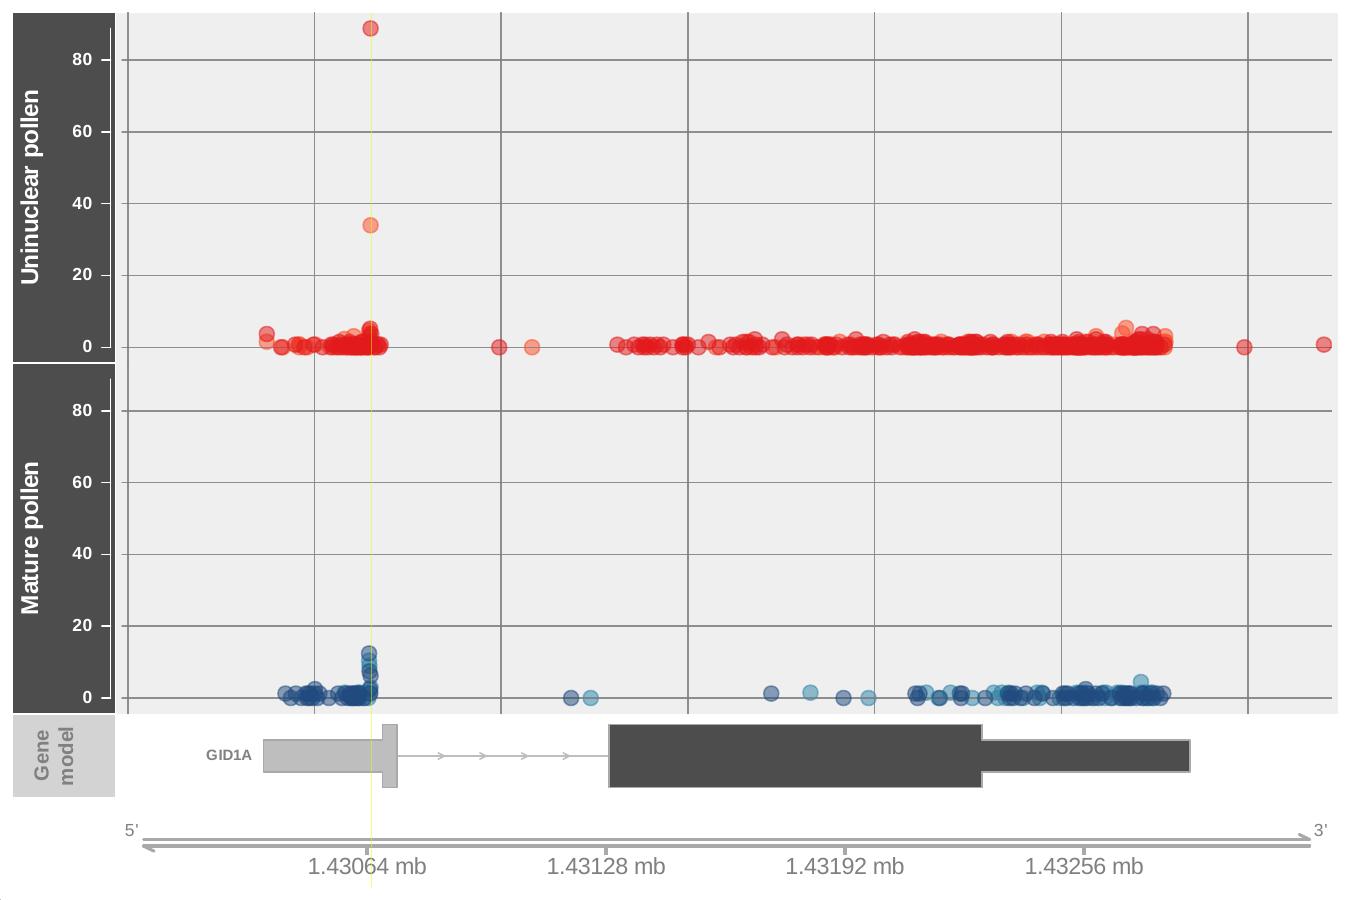 Uninuclear pollen
80
60
40
20
0
Mature pollen
80
60
40
20
0
Gene
model
GID1A
5'
3'
1.43064 mb
1.43128 mb
1.43192 mb
1.43256 mb